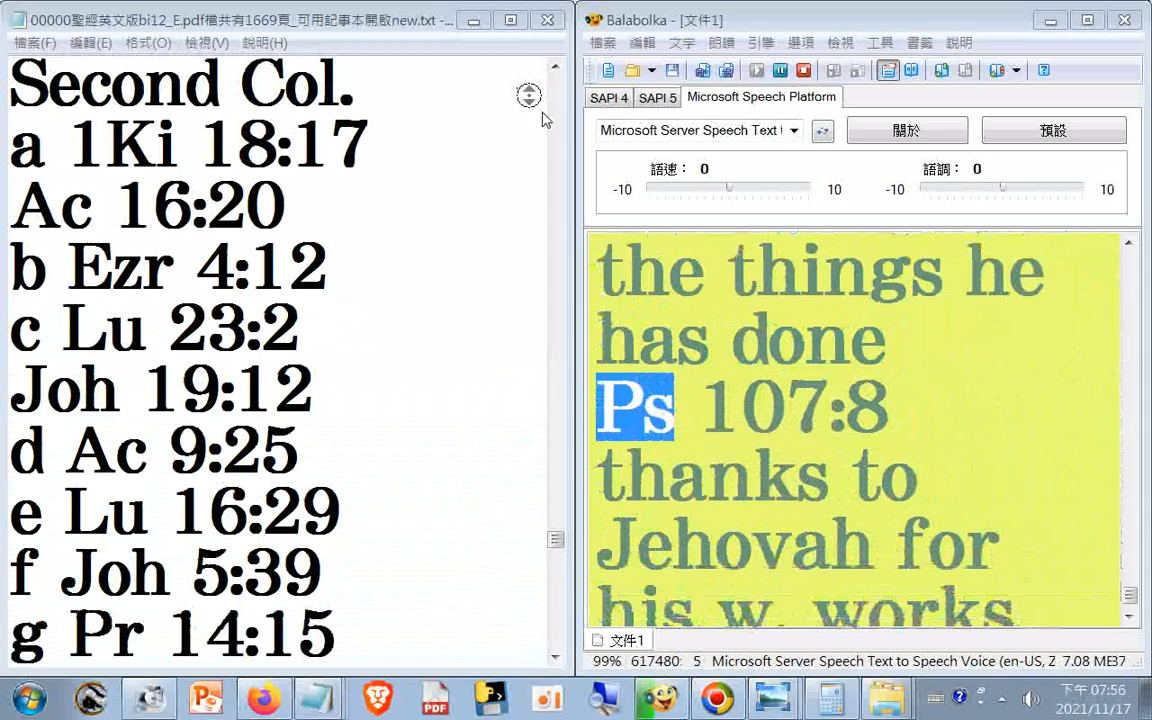 00000聖經英文版bi12_E.pdf檔共有1669頁_可用記事本開啟new.txt -...
檔案(F) 編輯(E) 格式(O) 檢視(V) 說明(H)
Second Col.
a 1Ki 18:17
Ac 16:20
b Ezr 4:12
c Lu 23:2
Joh 19:12
d Ac 9:25
e Lu 16:29
f Joh 5:39
g Pr 14:15
Balabolka - [文件1]
檔案 編輯 文字 朗讀 引擎 選項 檢視 工具 書籤 說明
SAPI 4 SAPI 5 Microsoft Speech Platform
Microsoft Server Speech Text 關於 預設
語速： 0 語調： 0
-10 10 -10 10
the things he
has done
Ps 107:8
thanks to
Jehovah for
his w. works
文件1
99% 617480: 5 Microsoft Server Speech Text to Speech Voice (en-US, Z 7.08 ME37
PDF
下午 07:56
2021/11/17